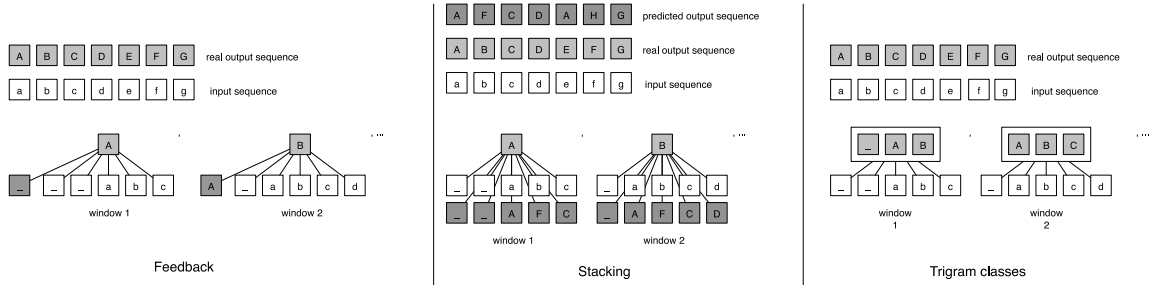 A B C D E F G real output sequence
a b c d e f g input sequence
A , B , ...
_ _ _ a b c A _ a b c d
window 1 window 2
Feedback
A F C D A H G predicted output sequence
A B C D E F G real output sequence
a b c d e f g input sequence
A , B , ...
_ _ a b c _ a b c d
_ _ A F C _ A F C D
window 1 window 2
Stacking
A B C D E F G real output sequence
a b c d e f g input sequence
_ A B , A B C , ...
_ _ a b c _ a b c d
window window
1 2
Trigram classes